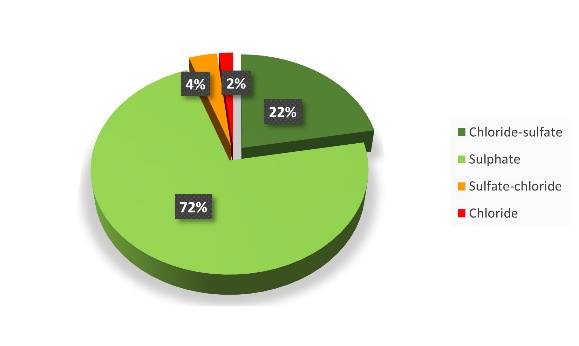 4%
2%
22%
72%
Chloride-sulfate
Sulphate
Sulfate-chloride
Chloride